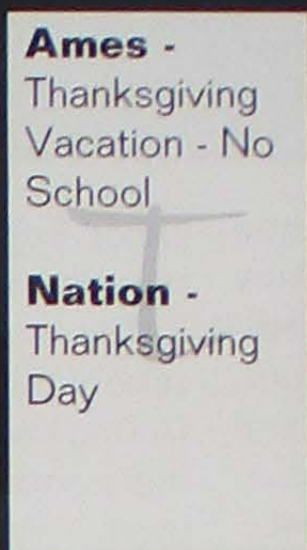 Ames -
Thanksgiving
Vacation - No
School
T
Nation -
Thanksgiving
Day